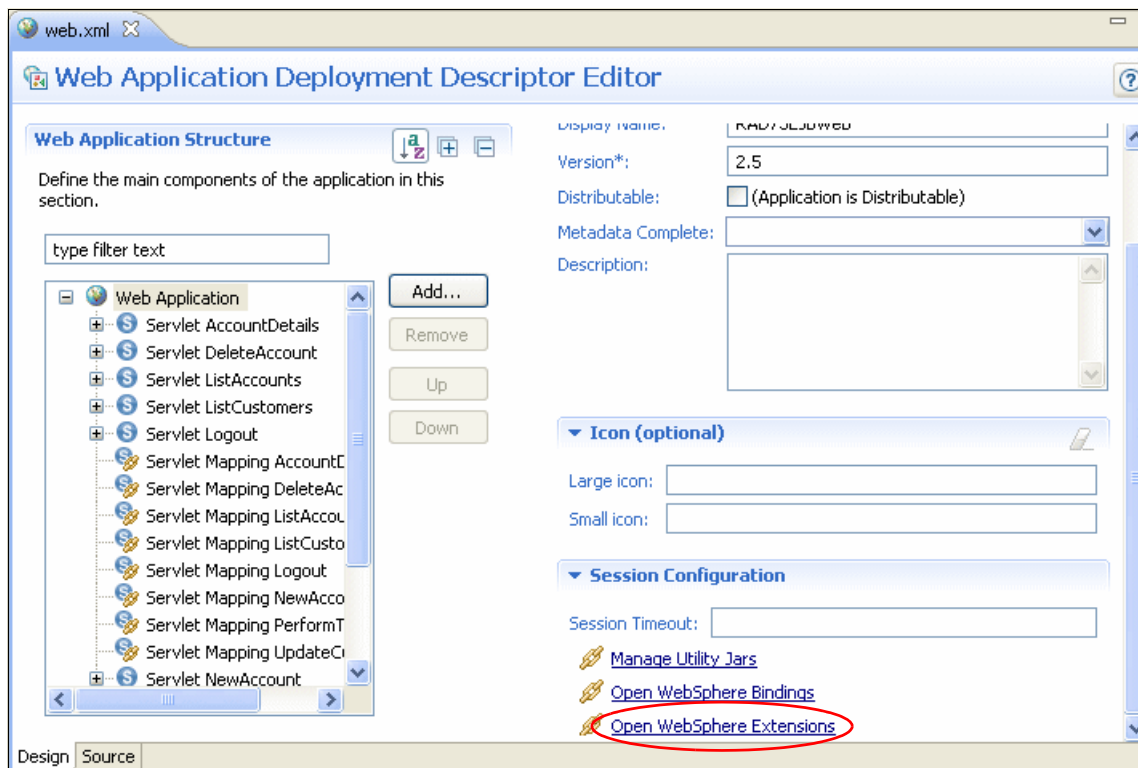 web.xml
Web Application Deployment Descriptor Editor
Web Application Structure
Define the main components of the application in this
section.
type filter text
Web Application
Servlet AccountDetails
Servlet DeleteAccount
Servlet ListAccounts
Servlet ListCustomers
Servlet Logout
Servlet Mapping AccountD
Servlet Mapping DeleteAc
Servlet Mapping ListAccou
Servlet Mapping ListCusto
Servlet Mapping Logout
Servlet Mapping NewAcco
Servlet Mapping PerformT
Servlet Mapping UpdateCu
Servlet NewAccount
Add...
Remove
Up
Down
Display Name:
RAD75EJBWeb
Version*:
2.5
Distributable:
(Application is Distributable)
Metadata Complete:
Description:
Icon (optional)
Large icon:
Small icon:
Session Configuration
Session Timeout:
Manage Utility Jars
Open WebSphere Bindings
Open WebSphere Extensions
Design
Source